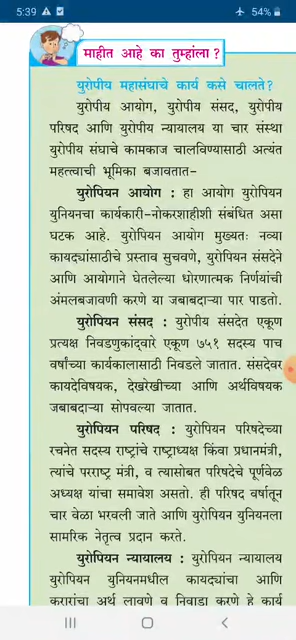 5:39
54%
माहीत आहे का तुम्हांला ?
युरोपीय महासंघाचे कार्य कसे चालते?
युरोपीय आयोग, युरोपीय संसद, युरोपीय
परिषद आणि युरोपीय न्यायालय या चार संस्था
युरोपीय संघाचे कामकाज चालविण्यासाठी अत्यंत
महत्त्वाची भूमिका बजावतात-
युरोपियन आयोग : हा आयोग युरोपियन
युनियनचा कार्यकारी-नोकरशाहीशी संबंधित असा
घटक आहे. युरोपियन आयोग मुख्यतः नव्या
कायद्यांसाठीचे प्रस्ताव सुचवणे, युरोपियन संसदेने
आणि आयोगाने घेतलेल्या धोरणात्मक निर्णयांची
अंमलबजावणी करणे या जबाबदाऱ्या पार पाडतो.
युरोपियन संसद : युरोपीय संसदेत एकूण
प्रत्यक्ष निवडणुकांद्वारे एकूण ७५१ सदस्य पाच
वर्षांच्या कार्यकालासाठी निवडले जातात. संसदेवर
कायदेविषयक, देखरेखीच्या आणि अर्थविषयक
जबाबदाऱ्या सोपवल्या जातात.
युरोपियन परिषद : युरोपियन परिषदेच्या
रचनेत सदस्य राष्ट्रांचे राष्ट्राध्यक्ष किंवा प्रधानमंत्री,
त्यांचे परराष्ट्र मंत्री, व त्यासोबत परिषदेचे पूर्णवेळ
अध्यक्ष यांचा समावेश असतो. ही परिषद वर्षातून
चार वेळा भरवली जाते आणि युरोपियन युनियनला
सामरिक नेतृत्व प्रदान करते.
युरोपियन न्यायालय : युरोपियन न्यायालय
युरोपियन युनियनमधील कायद्यांचा आणि
करारांचा अर्थ लावणे व निवाडा करणे हे कार्य